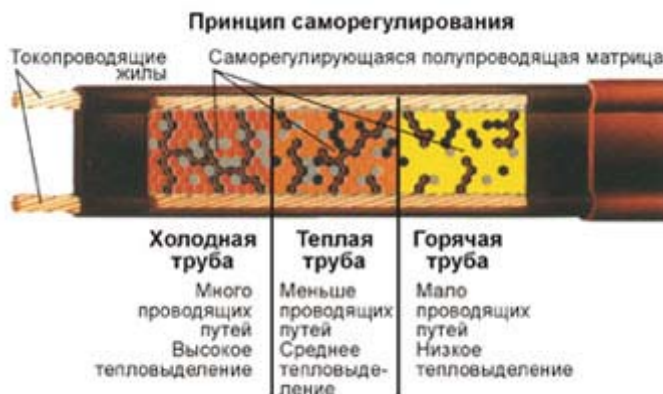 Принцип саморегулирования
Токопроводящие
жилы
Саморегулирующаяся полупроводящая матрица
Холодная
труба
Много
проводящих
путей
Высокое
тепловыделение
Теплая
труба
Меньше
проводящих
путей
Среднее
тепловыде-
ление
Горячая
труба
Мало
проводящих
путей
Низкое
тепловыделение